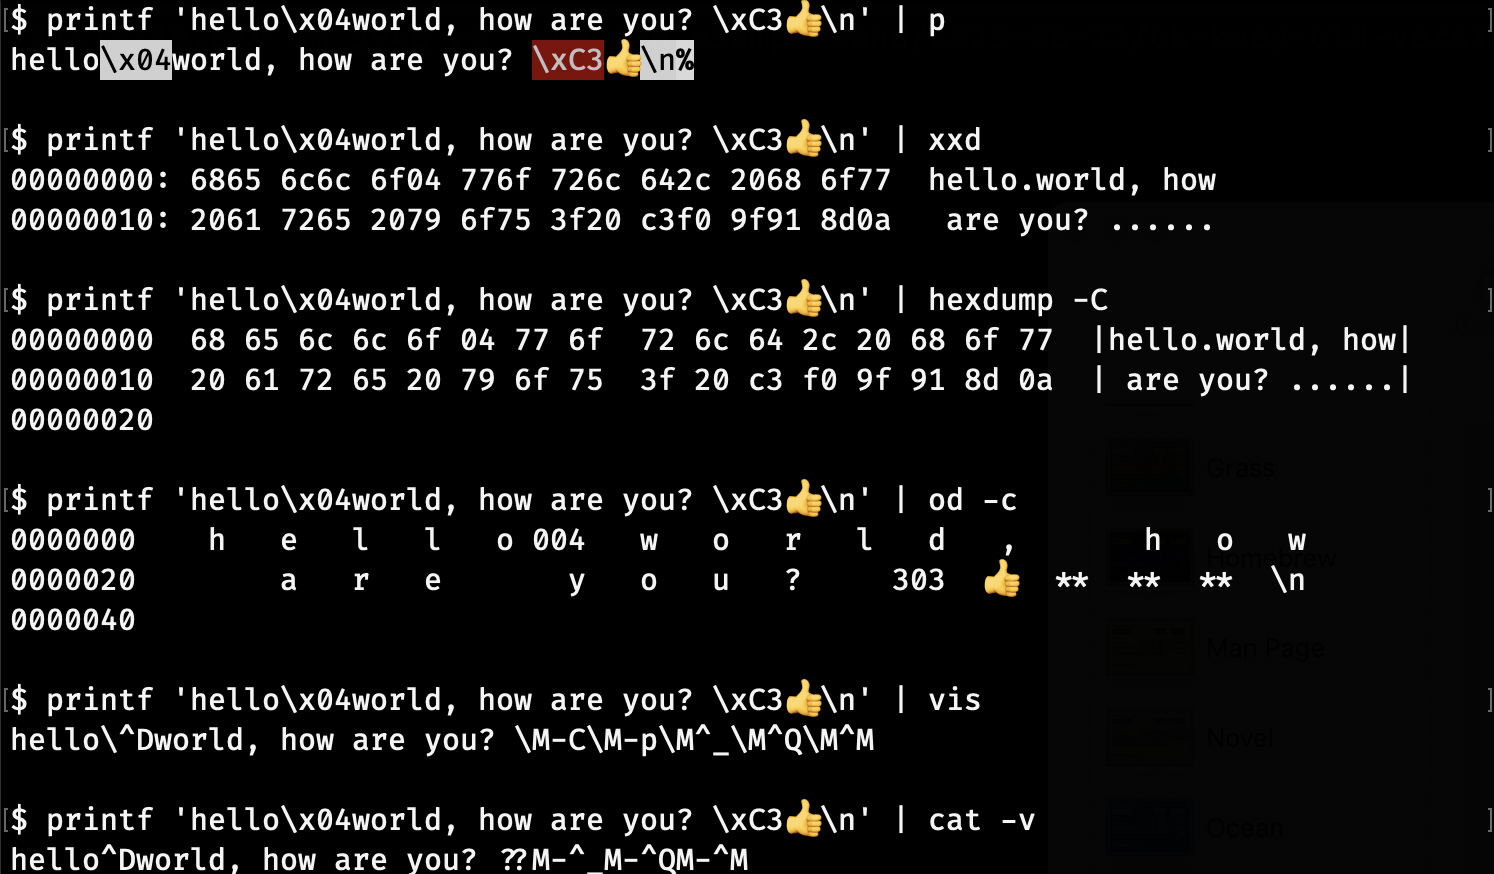 $ printf 'hello\x04world, how are you? \xC3👍\n' | p
hello\x04world, how are you? \xC3👍\n%
$ printf 'hello\x04world, how are you? \xC3👍\n' | xxd
00000000: 6865 6c6c 6f04 776f 726c 642c 2068 6f77  hello.world, how
00000010: 2061 7265 2079 6f75 3f20 c3f0 9f91 8d0a   are you? ......
$ printf 'hello\x04world, how are you? \xC3👍\n' | hexdump -C
00000000  68 65 6c 6c 6f 04 77 6f  72 6c 64 2c 20 68 6f 77  |hello.world, how|
00000010  20 61 72 65 20 79 6f 75  3f 20 c3 f0 9f 91 8d 0a  | are you? ......|
00000020
$ printf 'hello\x04world, how are you? \xC3👍\n' | od -c
0000000    h   e   l   l   o 004   w   o   r   l   d   ,       h   o   w
0000020        a   r   e       y   o   u   ?     303  👍  **  **  **  \n
0000040
Grass
Homebrew
Man Page
$ printf 'hello\x04world, how are you? \xC3👍\n' | vis
hello\^Dworld, how are you? \M-C\M-p\M^_\M^Q\M^M
Novel
$ printf 'hello\x04world, how are you? \xC3👍\n' | cat -v
hello^Dworld, how are you? ??M-^_M-^QM-^M
Ocean